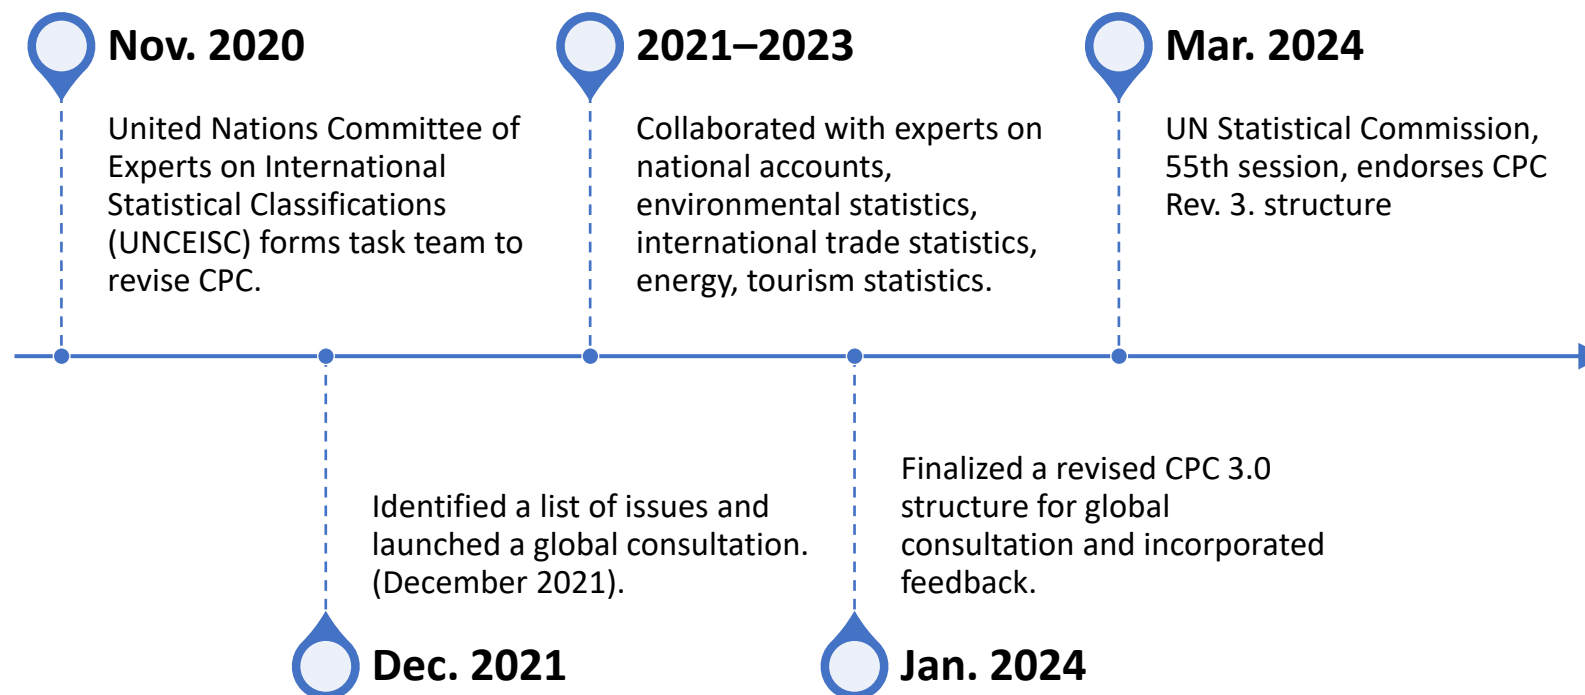 Nov. 2020
United Nations Committee of
Experts on International
Statistical Classifications
(UNCEISC) forms task team to
revise CPC.
Identified a list of issues and
launched a global consultation.
(December 2021).
Dec. 2021
2021–2023
Collaborated with experts on
national accounts,
environmental statistics,
international trade statistics,
energy, tourism statistics.
Finalized a revised CPC 3.0
structure for global
consultation and incorporated
feedback.
Jan. 2024
Mar. 2024
UN Statistical Commission,
55th session, endorses CPC
Rev. 3. structure